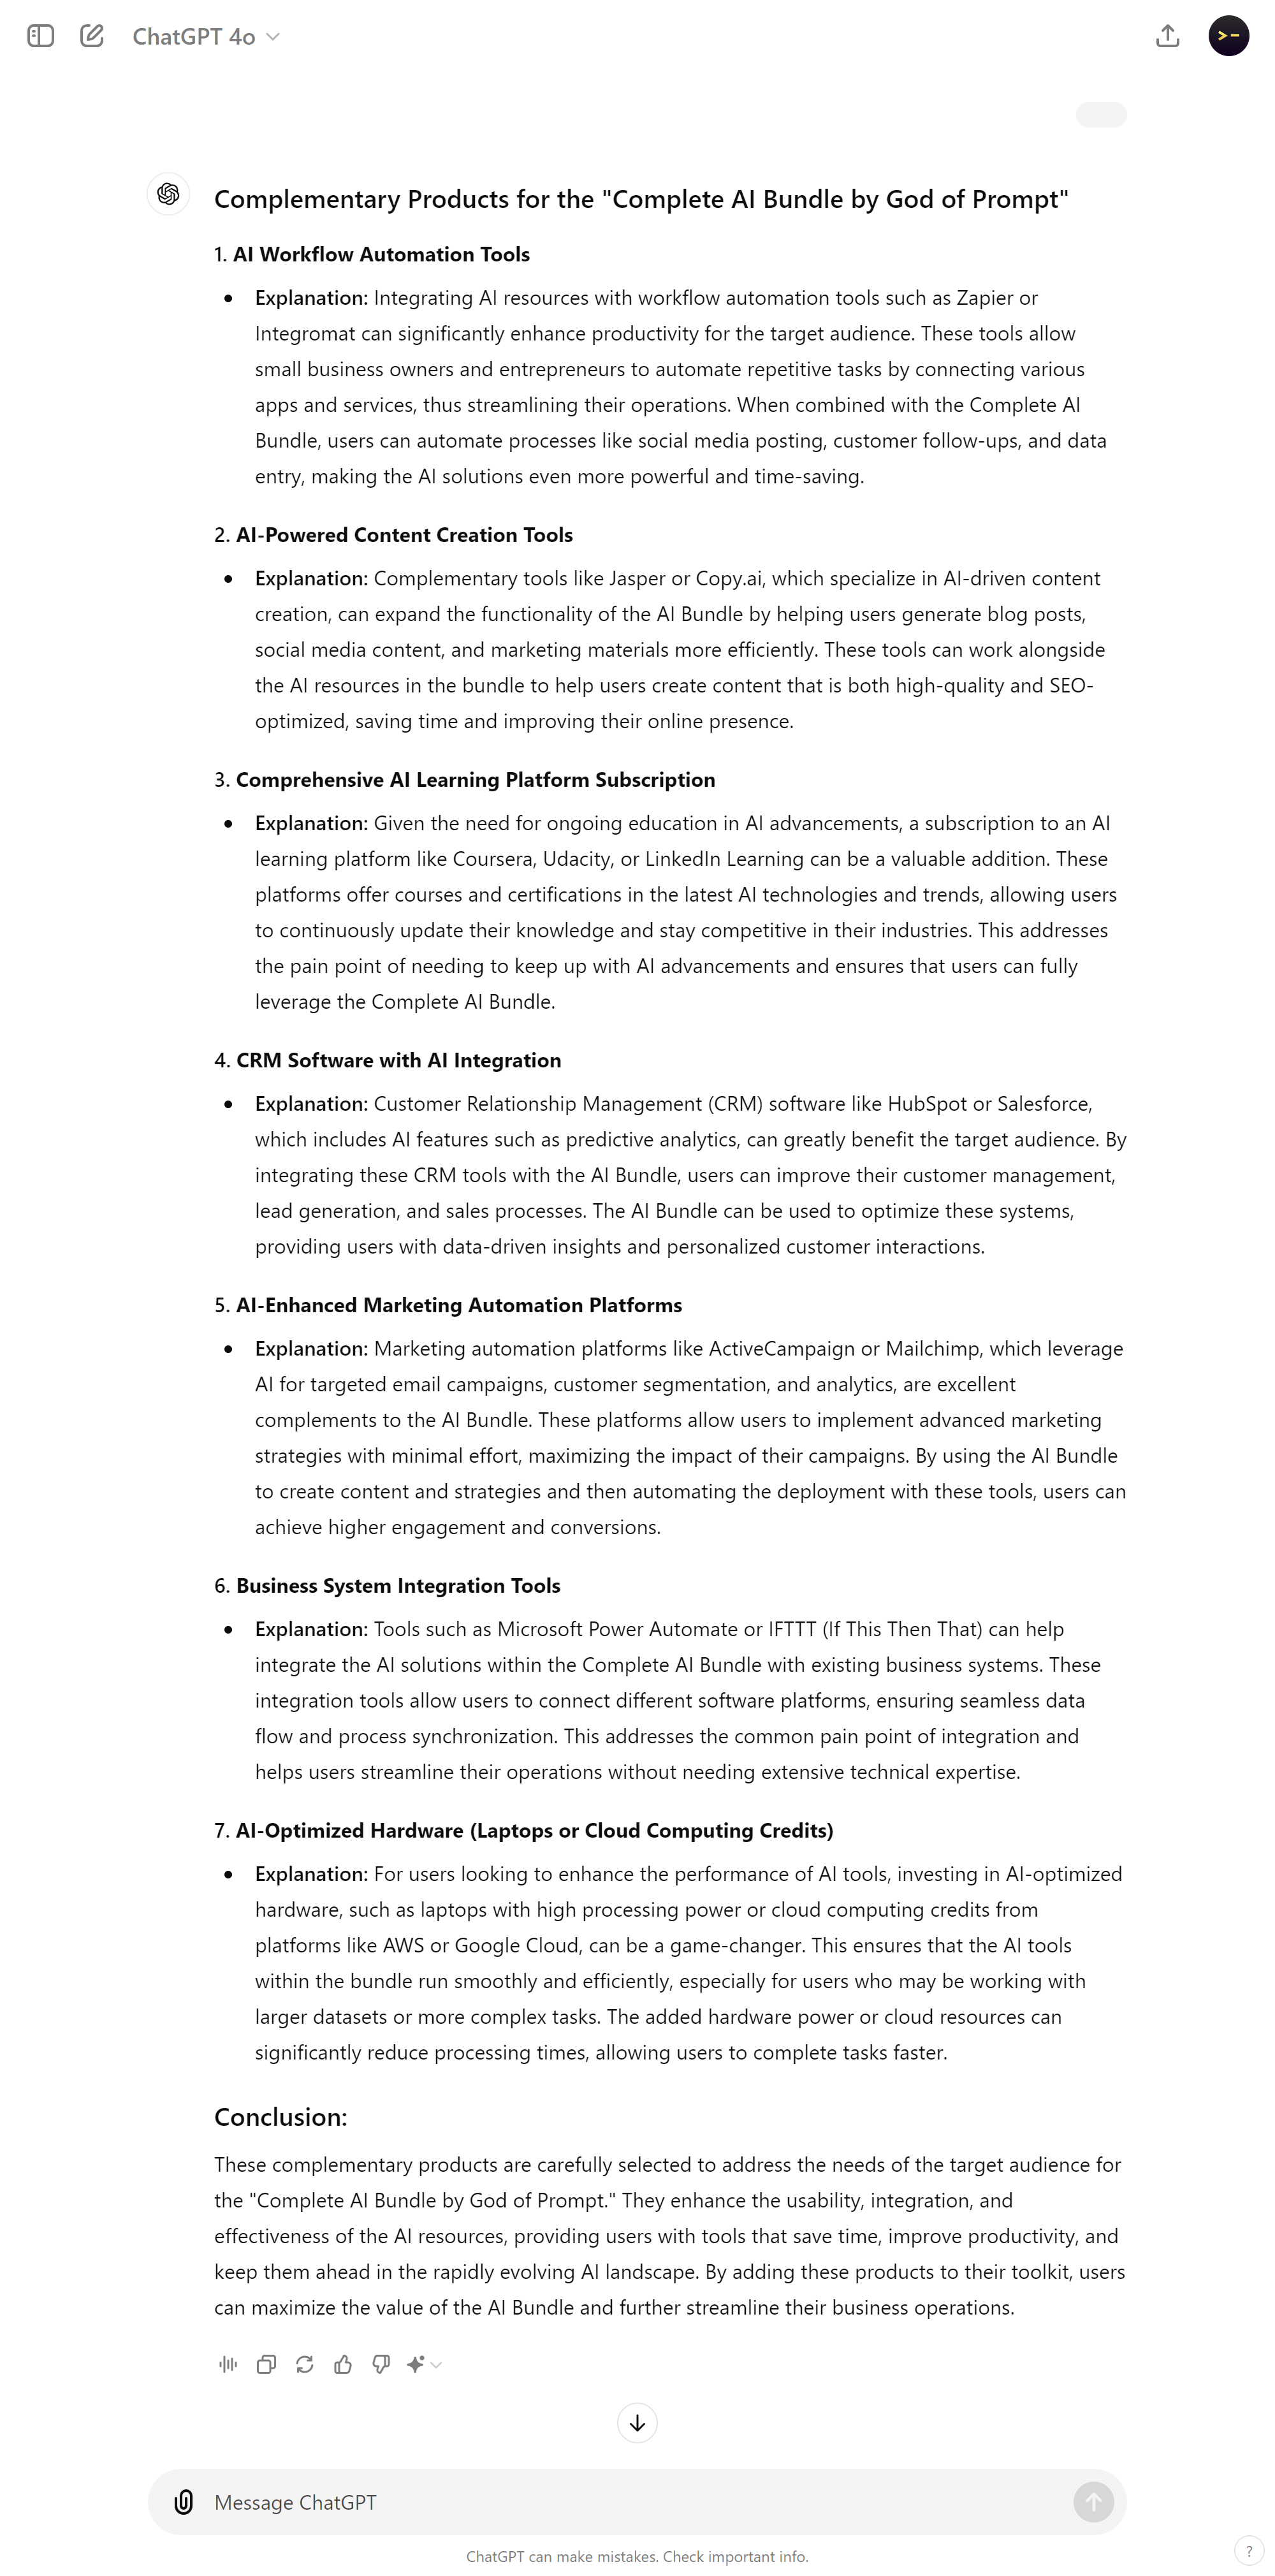 ChatGPT 4o
Complementary Products for the "Complete AI Bundle by God of Prompt"
1. AI Workflow Automation Tools
• Explanation: Integrating AI resources with workflow automation tools such as Zapier or
Integromat can significantly enhance productivity for the target audience. These tools allow
small business owners and entrepreneurs to automate repetitive tasks by connecting various
apps and services, thus streamlining their operations. When combined with the Complete AI
Bundle, users can automate processes like social media posting, customer follow-ups, and data
entry, making the AI solutions even more powerful and time-saving.
2. AI-Powered Content Creation Tools
• Explanation: Complementary tools like Jasper or Copy.ai, which specialize in AI-driven content
creation, can expand the functionality of the AI Bundle by helping users generate blog posts,
social media content, and marketing materials more efficiently. These tools can work alongside
the AI resources in the bundle to help users create content that is both high-quality and SEO-
optimized, saving time and improving their online presence.
3. Comprehensive AI Learning Platform Subscription
• Explanation: Given the need for ongoing education in AI advancements, a subscription to an AI
learning platform like Coursera, Udacity, or LinkedIn Learning can be a valuable addition. These
platforms offer courses and certifications in the latest AI technologies and trends, allowing users
to continuously update their knowledge and stay competitive in their industries. This addresses
the pain point of needing to keep up with AI advancements and ensures that users can fully
leverage the Complete AI Bundle.
4. CRM Software with AI Integration
• Explanation: Customer Relationship Management (CRM) software like HubSpot or Salesforce,
which includes AI features such as predictive analytics, can greatly benefit the target audience. By
integrating these CRM tools with the AI Bundle, users can improve their customer management,
lead generation, and sales processes. The AI Bundle can be used to optimize these systems,
providing users with data-driven insights and personalized customer interactions.
5. AI-Enhanced Marketing Automation Platforms
• Explanation: Marketing automation platforms like ActiveCampaign or Mailchimp, which leverage
AI for targeted email campaigns, customer segmentation, and analytics, are excellent
complements to the AI Bundle. These platforms allow users to implement advanced marketing
strategies with minimal effort, maximizing the impact of their campaigns. By using the AI Bundle
to create content and strategies and then automating the deployment with these tools, users can
achieve higher engagement and conversions.
6. Business System Integration Tools
• Explanation: Tools such as Microsoft Power Automate or IFTTT (If This Then That) can help
integrate the AI solutions within the Complete AI Bundle with existing business systems. These
integration tools allow users to connect different software platforms, ensuring seamless data
flow and process synchronization. This addresses the common pain point of integration and
helps users streamline their operations without needing extensive technical expertise.
7. AI-Optimized Hardware (Laptops or Cloud Computing Credits)
• Explanation: For users looking to enhance the performance of AI tools, investing in AI-optimized
hardware, such as laptops with high processing power or cloud computing credits from
platforms like AWS or Google Cloud, can be a game-changer. This ensures that the AI tools
within the bundle run smoothly and efficiently, especially for users who may be working with
larger datasets or more complex tasks. The added hardware power or cloud resources can
significantly reduce processing times, allowing users to complete tasks faster.
Conclusion:
These complementary products are carefully selected to address the needs of the target audience for
the "Complete AI Bundle by God of Prompt." They enhance the usability, integration, and
effectiveness of the AI resources, providing users with tools that save time, improve productivity, and
keep them ahead in the rapidly evolving AI landscape. By adding these products to their toolkit, users
can maximize the value of the AI Bundle and further streamline their business operations.
Message ChatGPT
ChatGPT can make mistakes. Check important info.
?